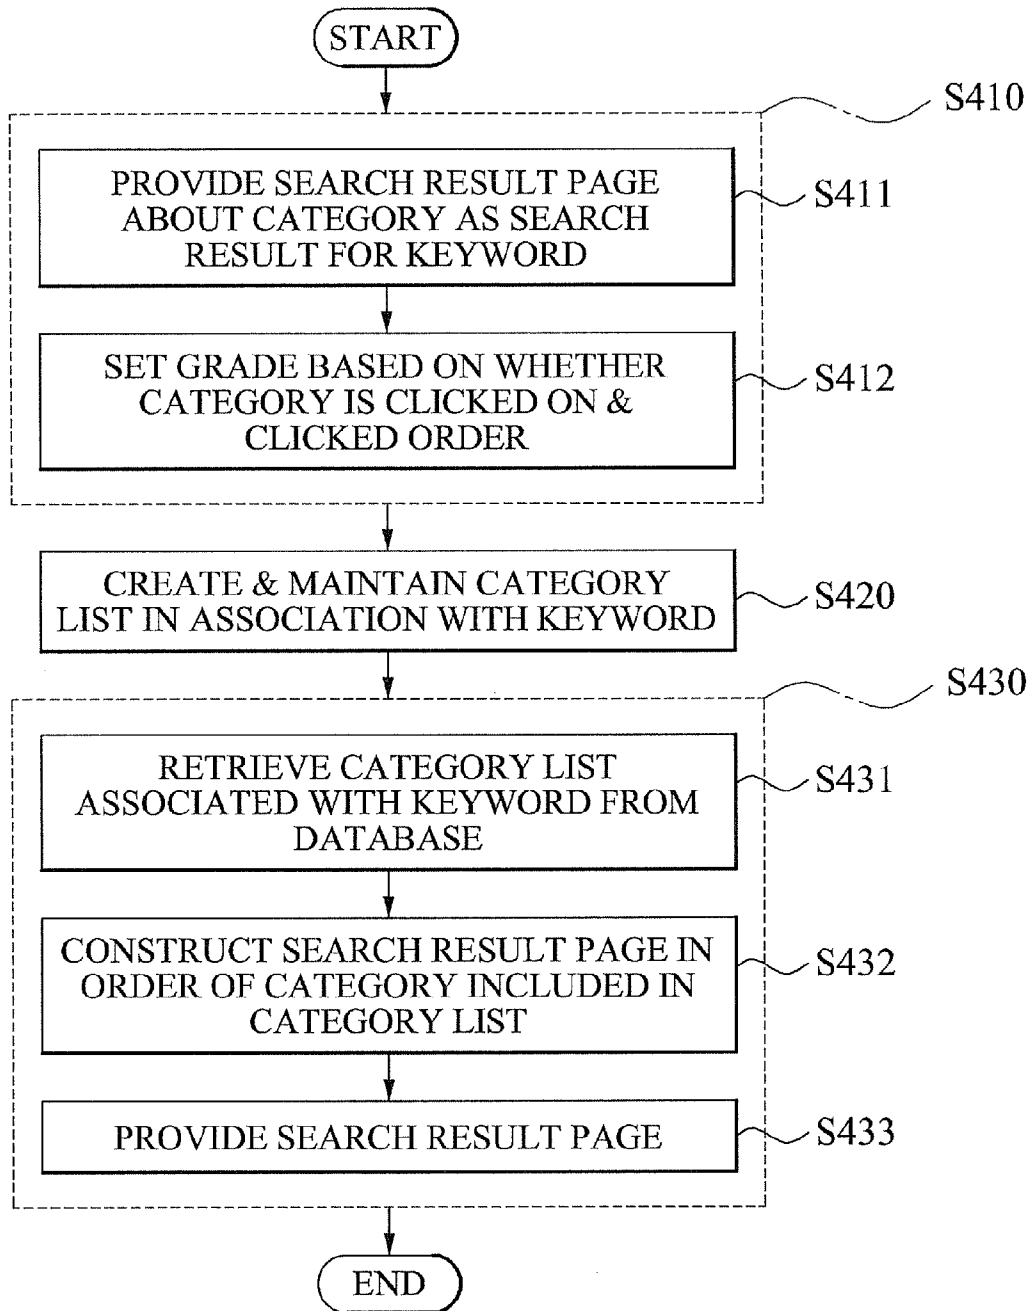 START
S410
PROVIDE SEARCH RESULT PAGE
ABOUT CATEGORY AS SEARCH
RESULT FOR KEYWORD
S411
SET GRADE BASED ON WHETHER
CATEGORY IS CLICKED ON &
CLICKED ORDER
S412
CREATE & MAINTAIN CATEGORY
LIST IN ASSOCIATION WITH KEYWORD
S420
S430
RETRIEVE CATEGORY LIST
ASSOCIATED WITH KEYWORD FROM
DATABASE
S431
CONSTRUCT SEARCH RESULT PAGE IN
ORDER OF CATEGORY INCLUDED IN
CATEGORY LIST
S432
PROVIDE SEARCH RESULT PAGE
S433
END